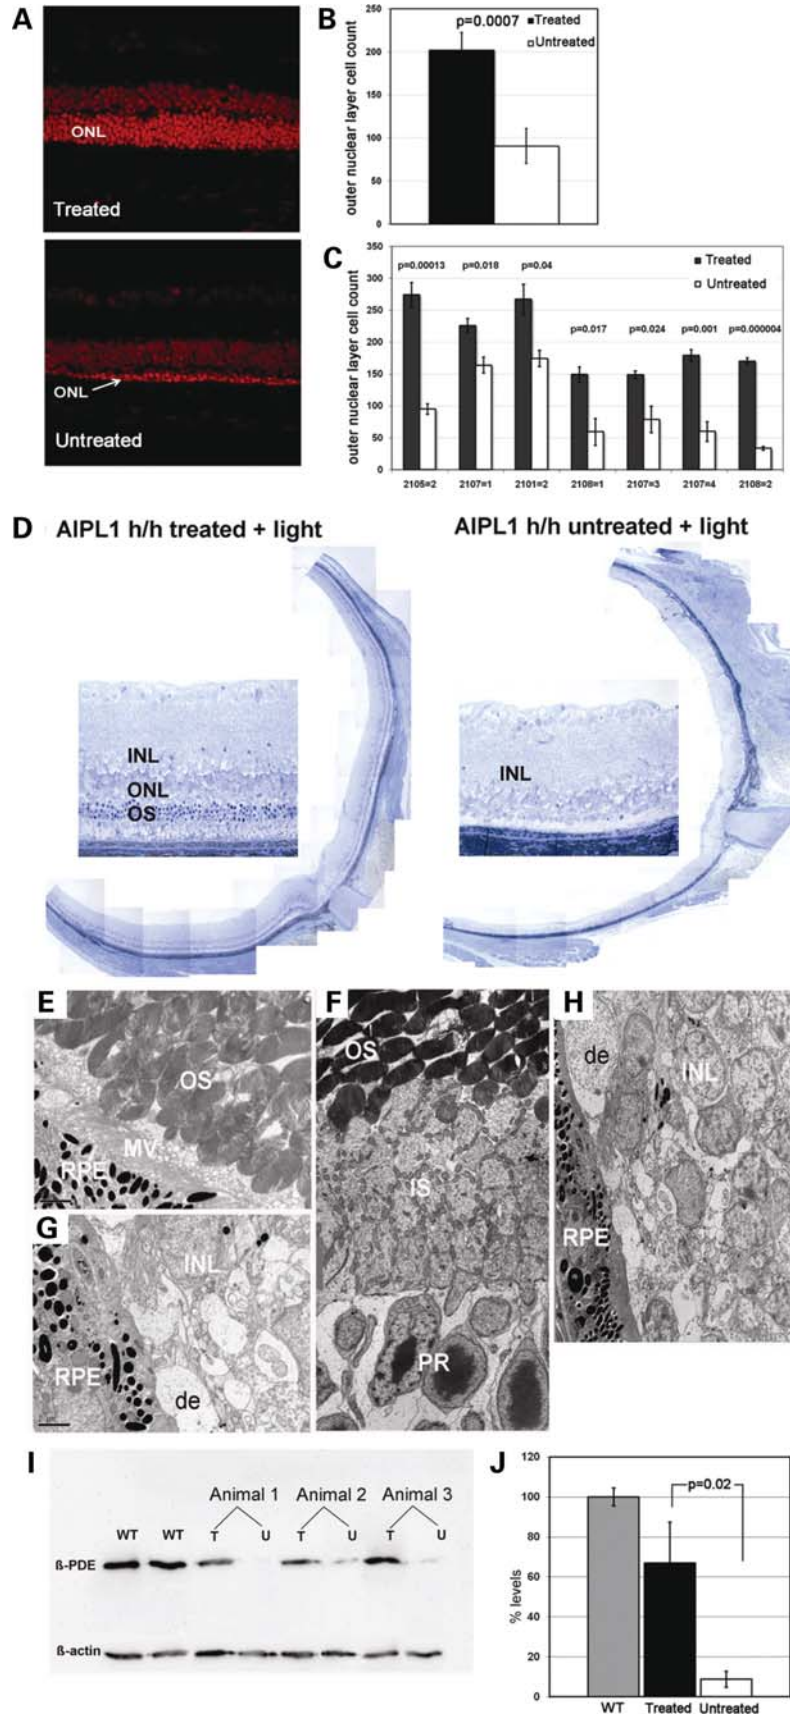 A
ONL
Treated
ONL
Untreated
B
p=0.0007
Treated
Untreated
outer nuclear layer cell count
250
200
150
100
50
0
C
Treated
Untreated
outer nuclear layer cell count
350
300
250
200
150
100
50
0
p=0.00013 p=0.018 p=0.04
p=0.017 p=0.024 p=0.001 p=0.000004
2105=2 2107=1 2101=2 2108=1 2107=3 2107=4 2108=2
D
AIPL1 h/h treated + light
AIPL1 h/h untreated + light
INL
ONL
OS
INL
E
OS
MV
RPE
F
OS
IS
PR
H
de
INL
RPE
G
INL
RPE
de
I
Animal 1 Animal 2 Animal 3
WT WT T U T U T U
ß-PDE
ß-actin
J
p=0.02
% levels
120
100
80
60
40
20
0
WT Treated Untreated